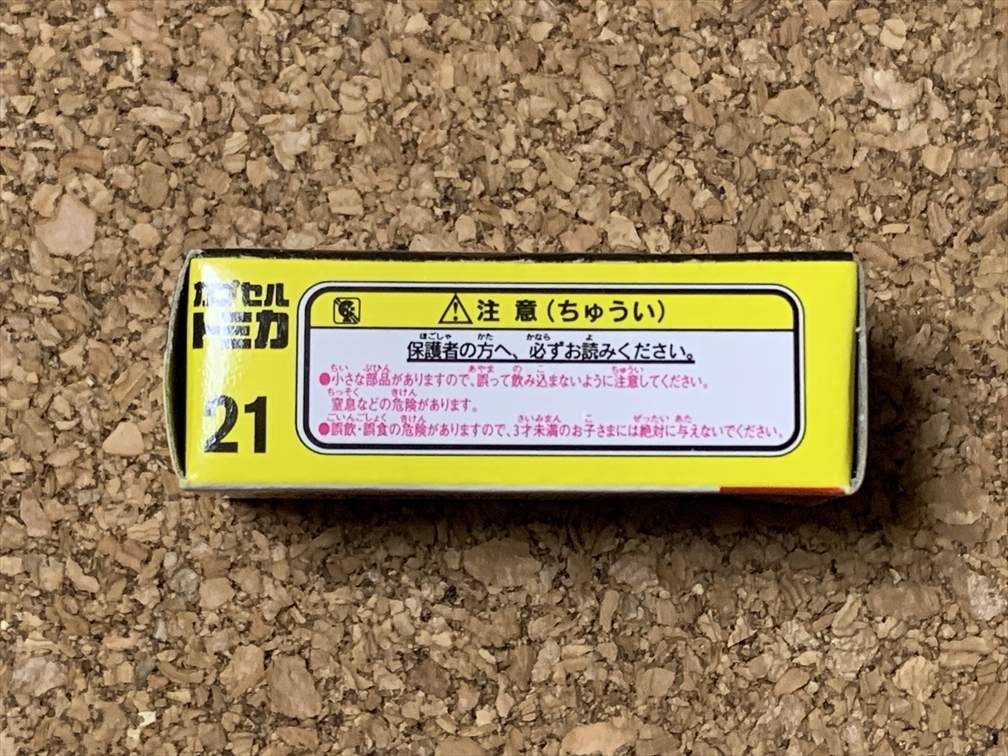 カプセル
トミカ
21
注意(ちゅうい)
ほごしゃ かた かなら よ
保護者の方へ、必ずお読みください。
ちい ぶひん あやま の こ ちゅうい
●小さな部品がありますので、誤って飲み込まないように注意してください。
ちっそく きけん
窒息などの危険があります。
ごいんごしょく きけん さいみまん こ ぜったい あた
●誤飲・誤食の危険がありますので、3才未満のお子さまには絶対に与えないでください。